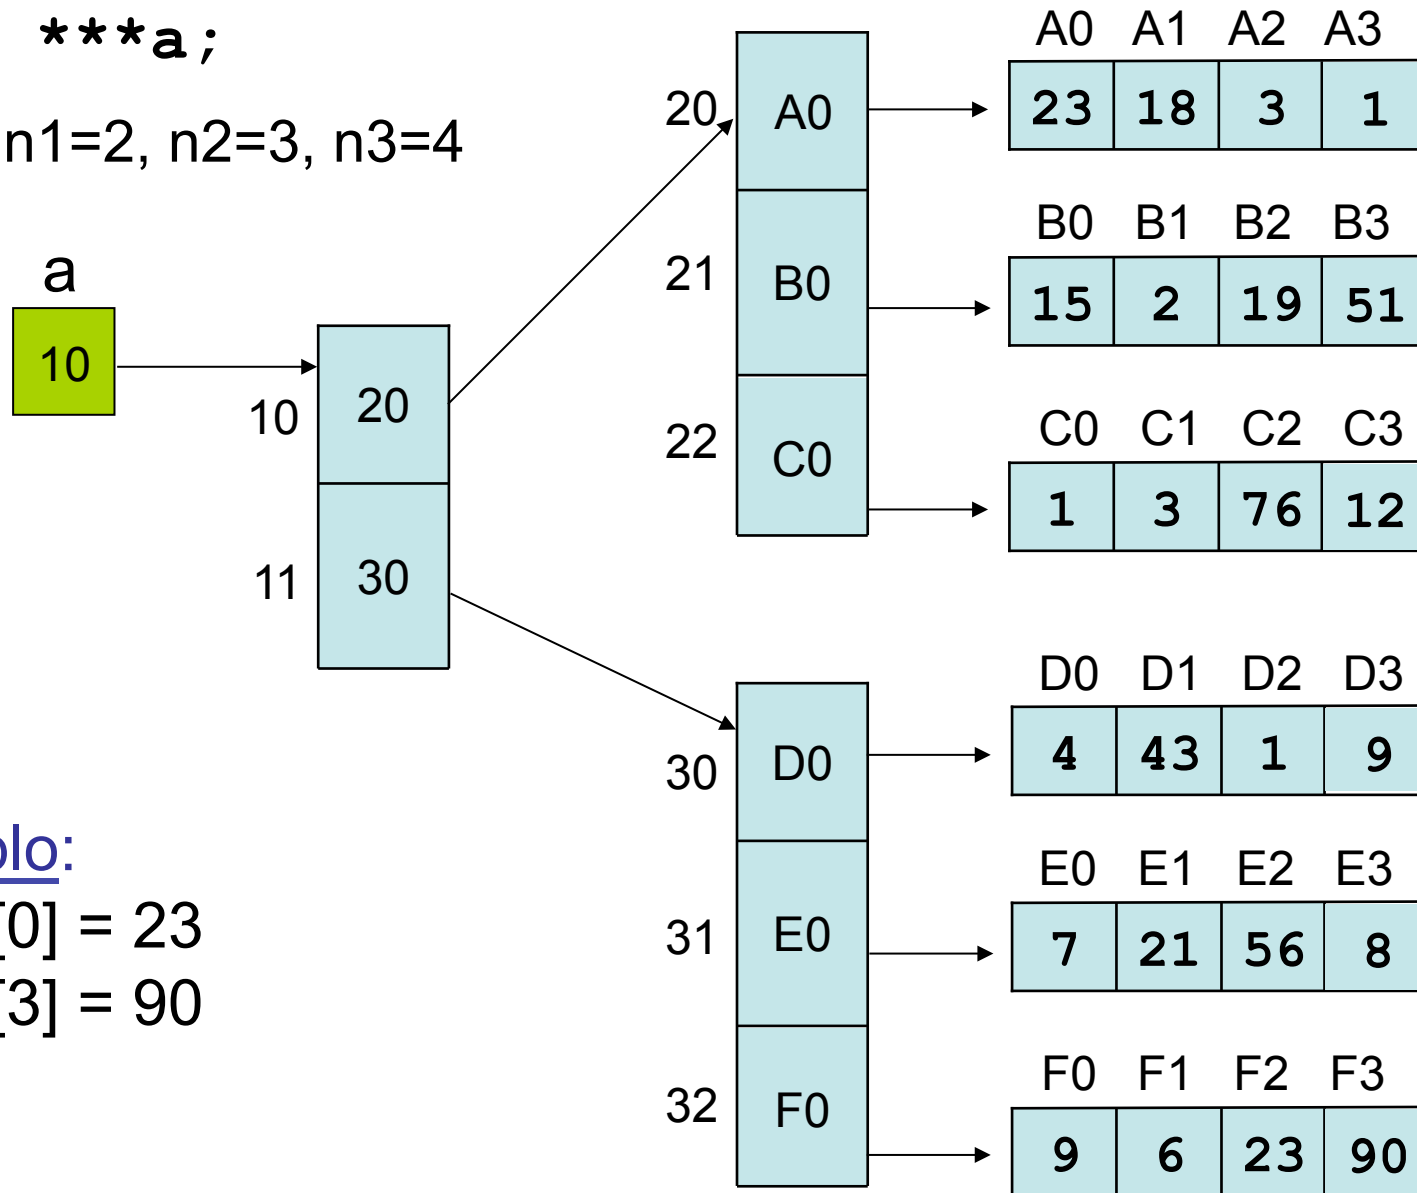 ***a;
n1=2, n2=3, n3=4
a
10
10 20
11 30
20 A0
21 B0
22 C0
30 D0
31 E0
32 F0
A0 A1 A2 A3
23 18 3 1
B0 B1 B2 B3
15 2 19 51
C0 C1 C2 C3
1 3 76 12
D0 D1 D2 D3
4 43 1 9
E0 E1 E2 E3
7 21 56 8
F0 F1 F2 F3
9 6 23 90
lo:
[0] = 23
[3] = 90